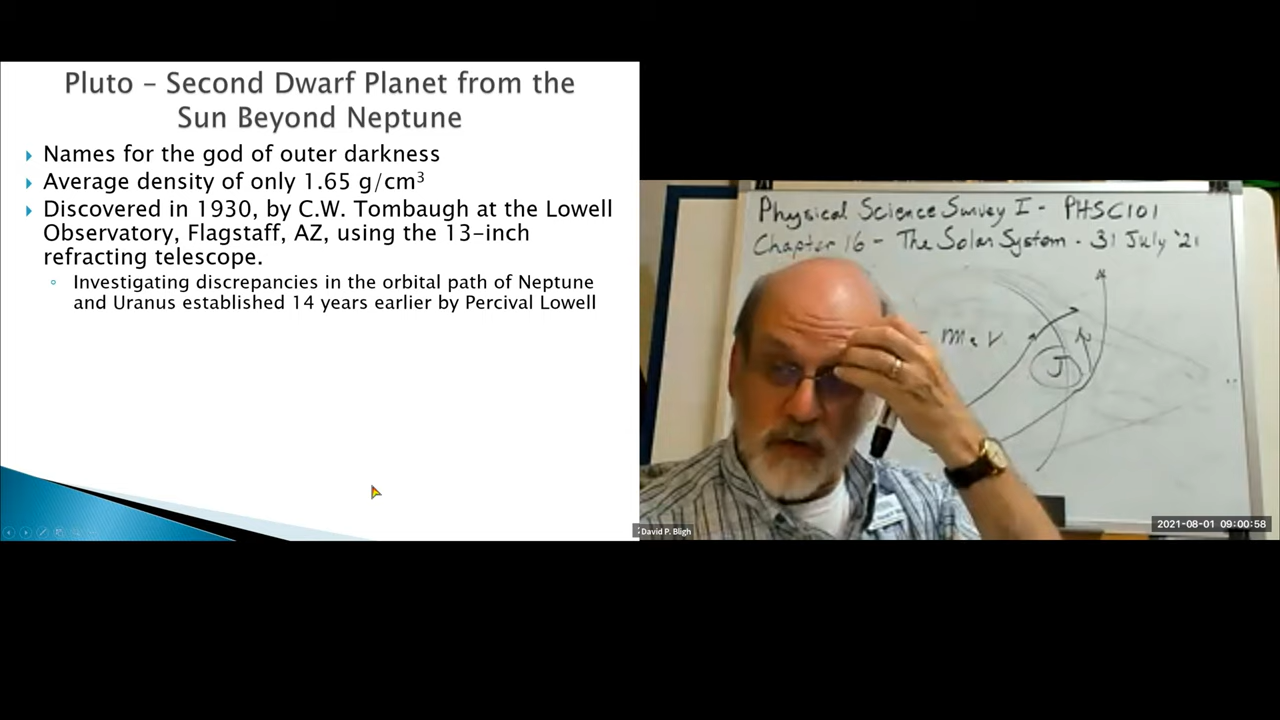 Pluto – Second Dwarf Planet from the
Sun Beyond Neptune
Names for the god of outer darkness
Average density of only 1.65 g/cm³
Discovered in 1930, by C.W. Tombaugh at the Lowell
Observatory, Flagstaff, AZ, using the 13-inch
refracting telescope.
Investigating discrepancies in the orbital path of Neptune
and Uranus established 14 years earlier by Percival Lowell
Physical Science Survey I - PHSC101
Chapter 16 - The Solar System - 31 July '21
J
David P. Bligh
2021-08-01 09:00:58